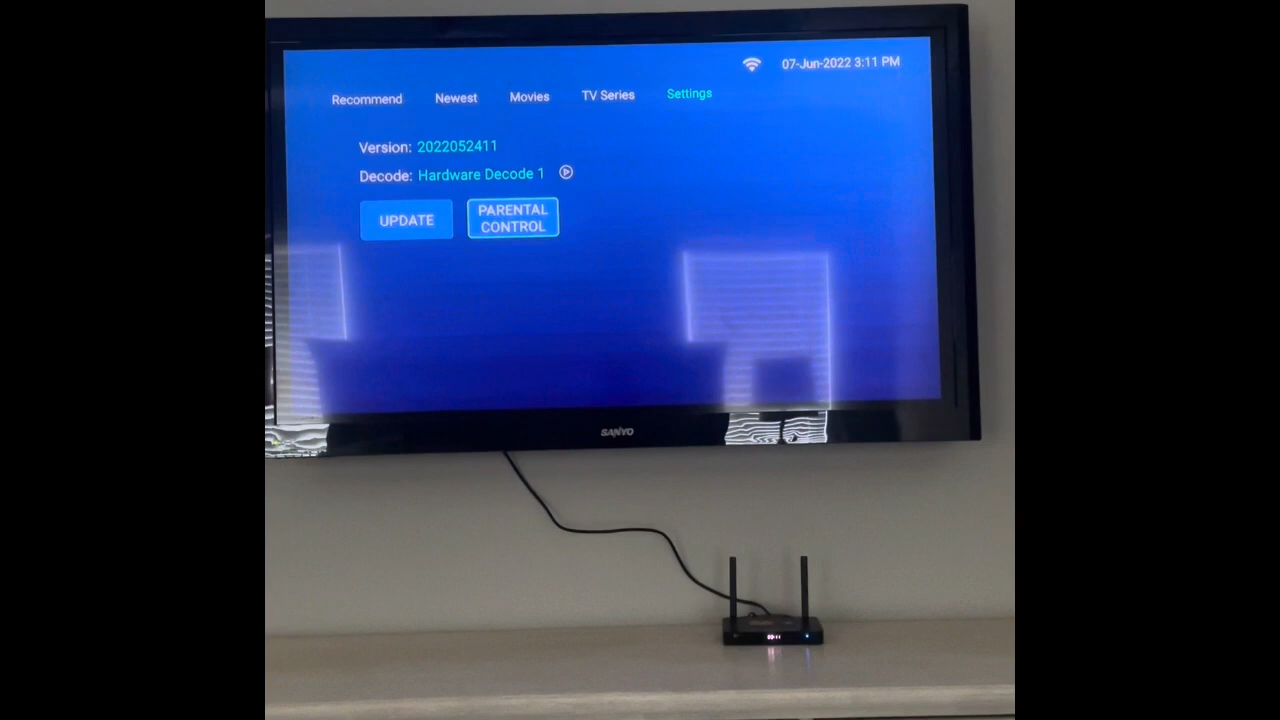 07-Jun-2022 3:11 PM
Recommend Newest Movies TV Series Settings
Version: 2022052411
Decode: Hardware Decode 1
UPDATE
PARENTAL
CONTROL
SANYO